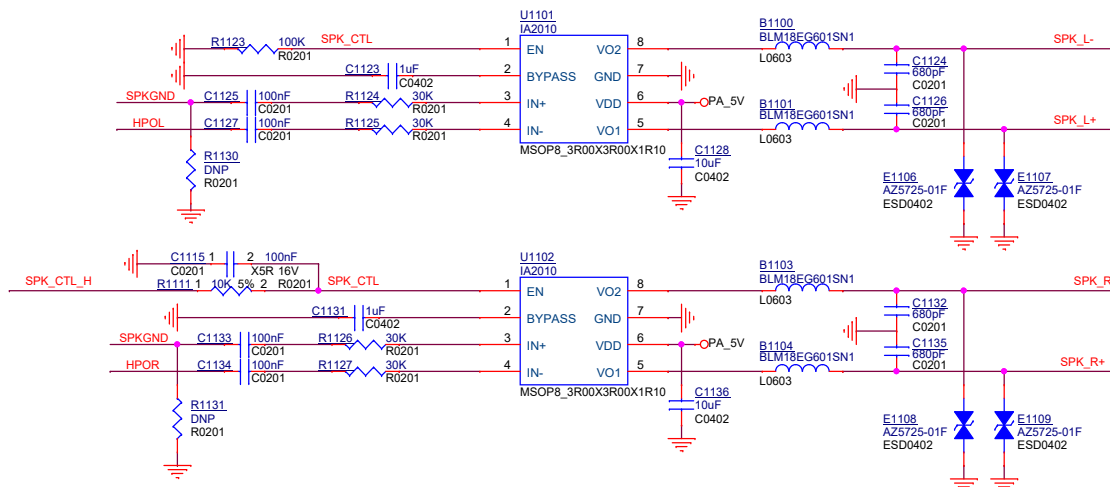 U1101
IA2010
R1123 100K
R0201
SPK_CTL
1 EN VO2 8
B1100
BLM18EG601SN1
L0603
SPK_L-
C1123 1uF
C0402
2 BYPASS GND 7
C1124
680pF
C0201
SPKGND
C1125 100nF
C0201
R1124 30K
R0201
3 IN+ VDD 6
PA_5V
B1101
BLM18EG601SN1
L0603
C1126
680pF
C0201
HPOL
C1127 100nF
C0201
R1125 30K
R0201
4 IN- VO1 5
SPK_L+
MSOP8_3R00X3R00X1R10
R1130
DNP
R0201
C1128
10uF
C0402
E1106
AZ5725-01F
ESD0402
E1107
AZ5725-01F
ESD0402
C1115 1 2 100nF
C0201 X5R 16V
SPK_CTL_H
R1111 1 10K 5% 2 R0201
SPK_CTL
U1102
IA2010
1 EN VO2 8
B1103
BLM18EG601SN1
L0603
SPK_R
C1131 1uF
C0402
2 BYPASS GND 7
C1132
680pF
C0201
SPKGND
C1133 100nF
C0201
R1126 30K
R0201
3 IN+ VDD 6
PA_5V
B1104
BLM18EG601SN1
L0603
C1135
680pF
C0201
HPOR
C1134 100nF
C0201
R1127 30K
R0201
4 IN- VO1 5
SPK_R+
MSOP8_3R00X3R00X1R10
R1131
DNP
R0201
C1136
10uF
C0402
E1108
AZ5725-01F
ESD0402
E1109
AZ5725-01F
ESD0402